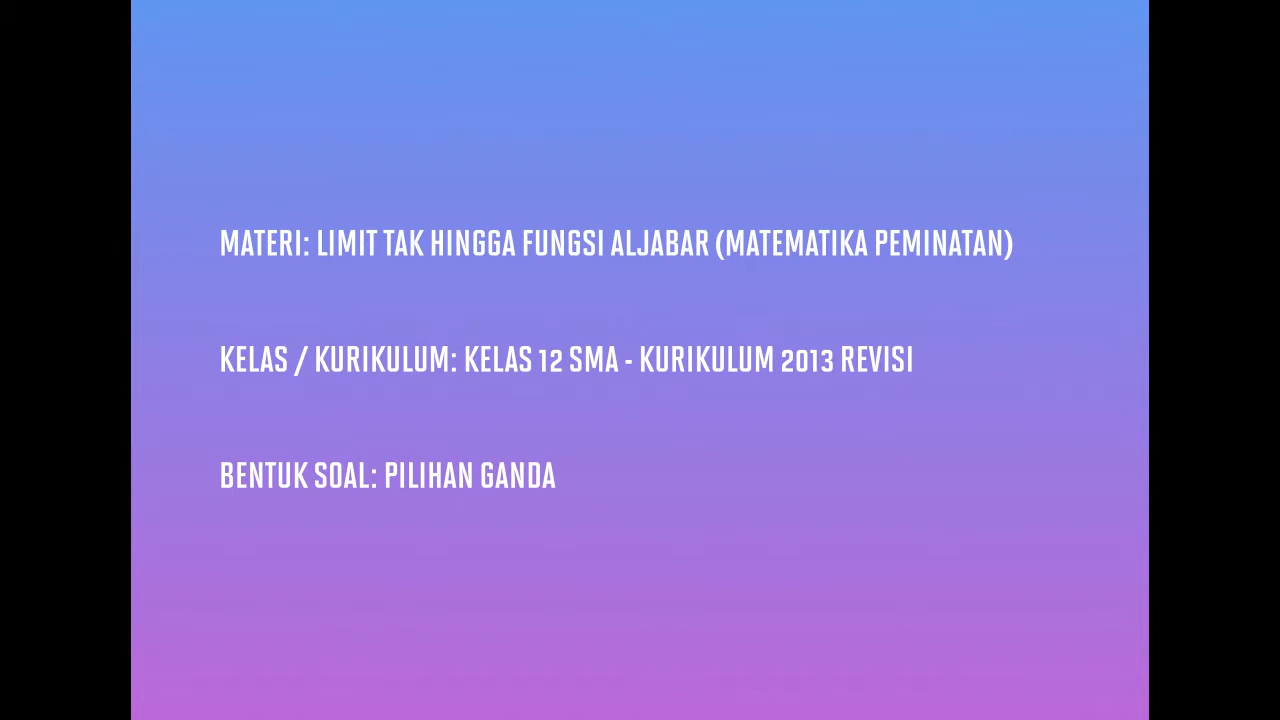 MATERI: LIMIT TAK HINGGA FUNGSI ALJABAR (MATEMATIKA PEMINATAN)
KELAS / KURIKULUM: KELAS 12 SMA - KURIKULUM 2013 REVISI
BENTUK SOAL: PILIHAN GANDA